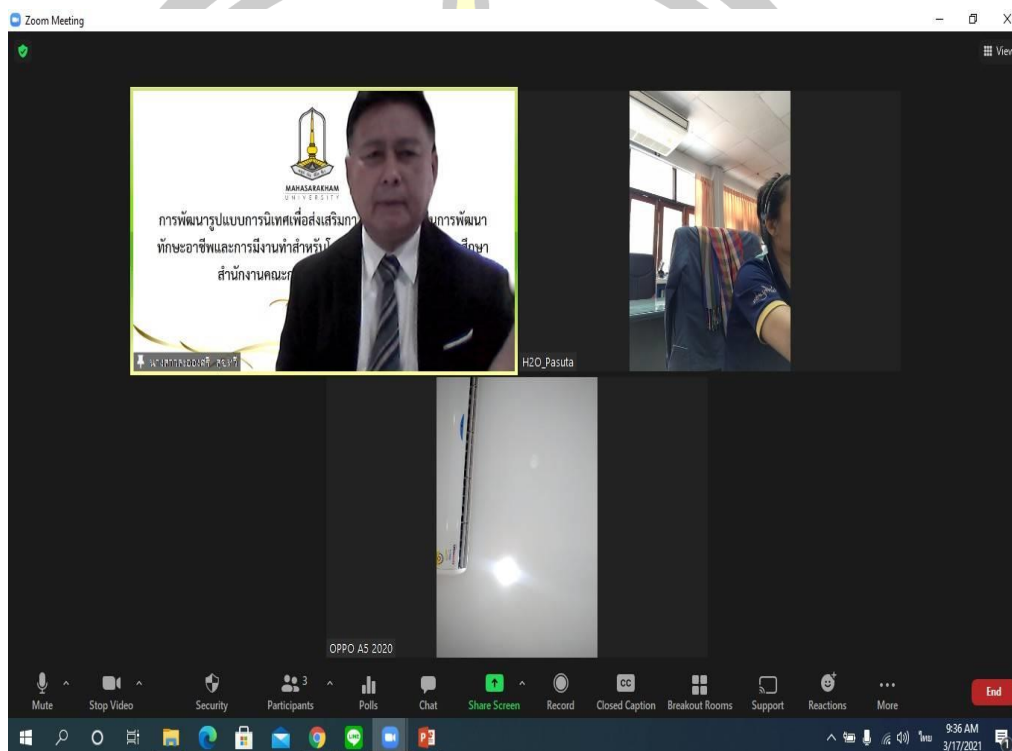 Zoom Meeting
View
MAHASARAKHAM
UNIVERSITY
การพัฒนารูปแบบการนิเทศเพื่อส่งเสริมกา นการพัฒนา
ทักษะอาชีพและการมีงานทำสำหรับ ศึกษา
สำนักงานคณะก
H2O_Pasuta
OPPO A5 2020
Mute
Stop Video
Security
Participants
3
Polls
Chat
Share Screen
Record
CC
Closed Caption
Breakout Rooms
Support
Reactions
More
End
LINE
ไทย
9:36 AM
3/17/2021